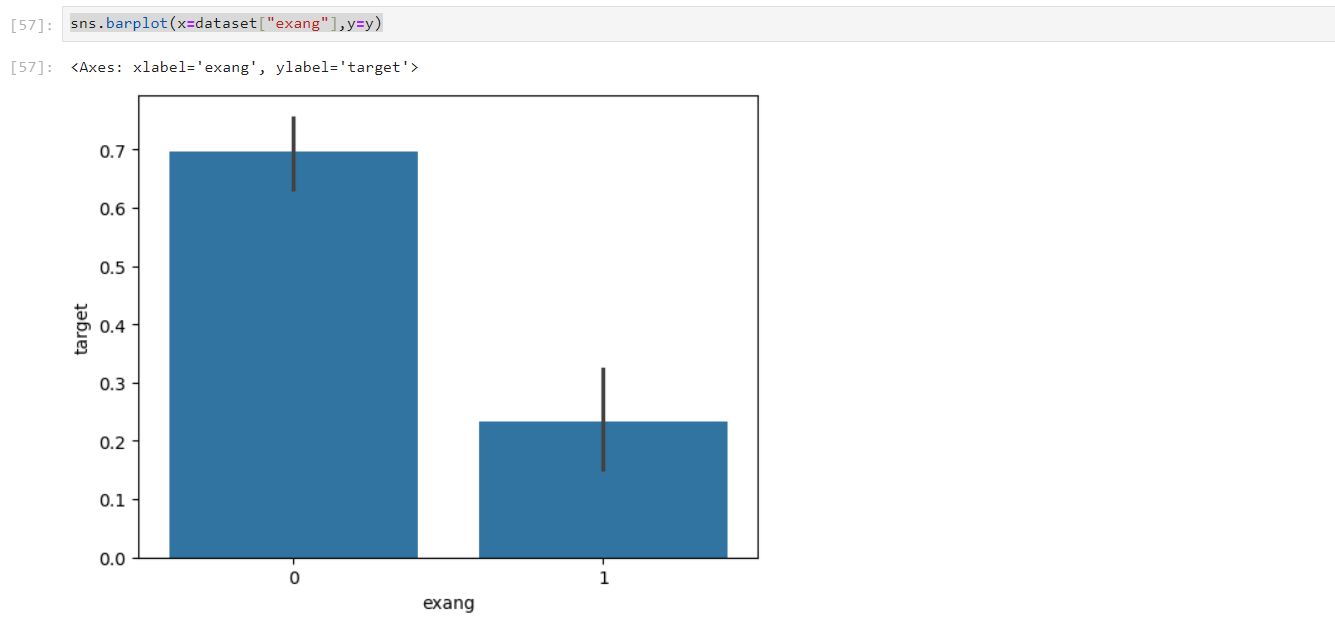 [57]: sns.barplot(x=dataset["exang"],y=y)
[57]: <Axes: xlabel='exang', ylabel='target'>
0.7
0.6
0.5
0.4
0.3
0.2
0.1
0.0
target
0 1
exang